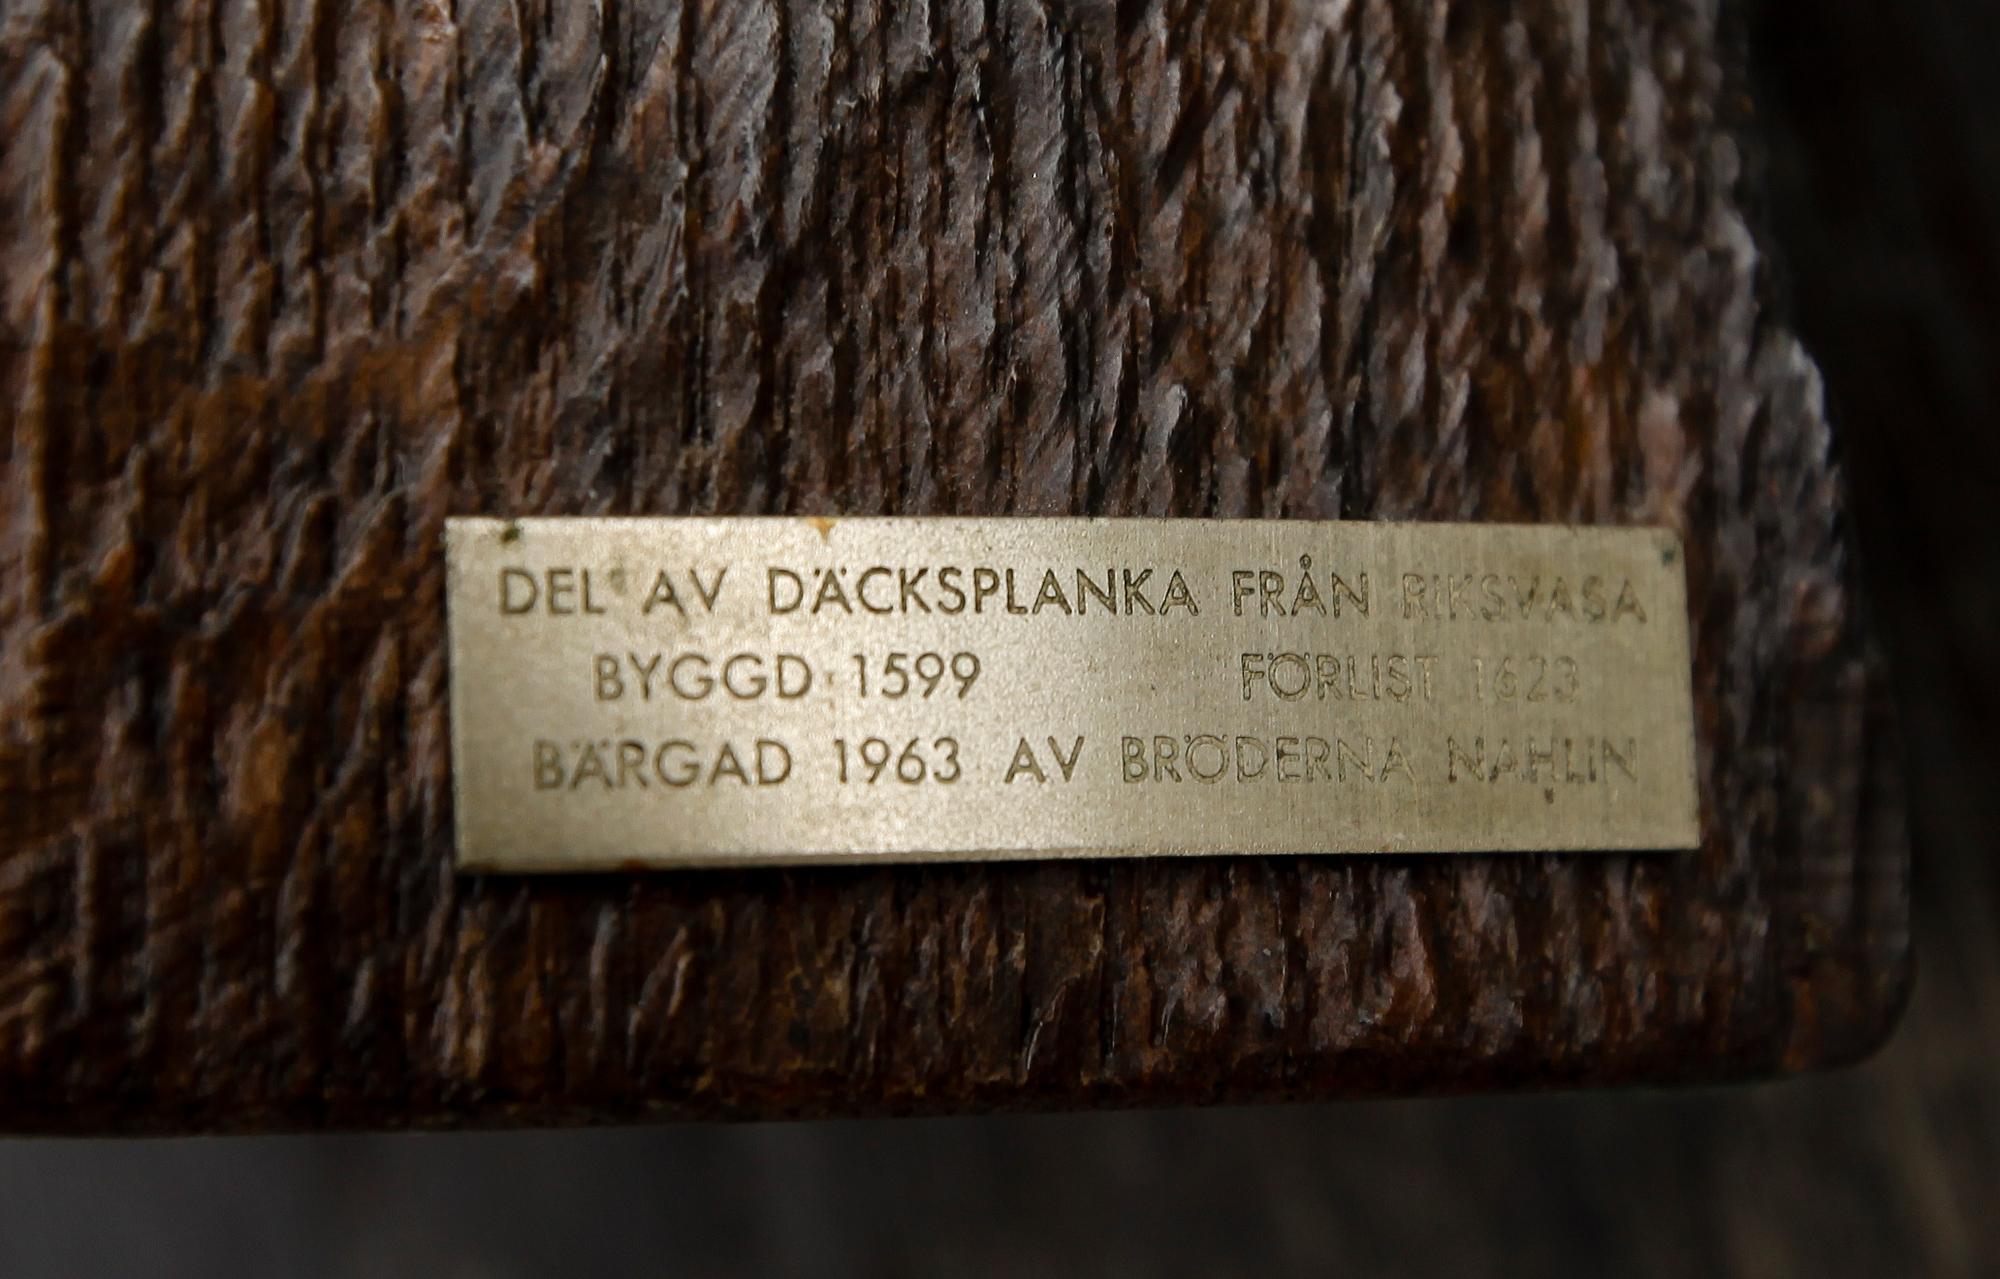 DEL AV DÄCKSPLANKA FRÅN RIKSVASA
BYGGD 1599 FÖRLIST 1623
BÄRGAD 1963 AV BRÖDERNA NAHLIN